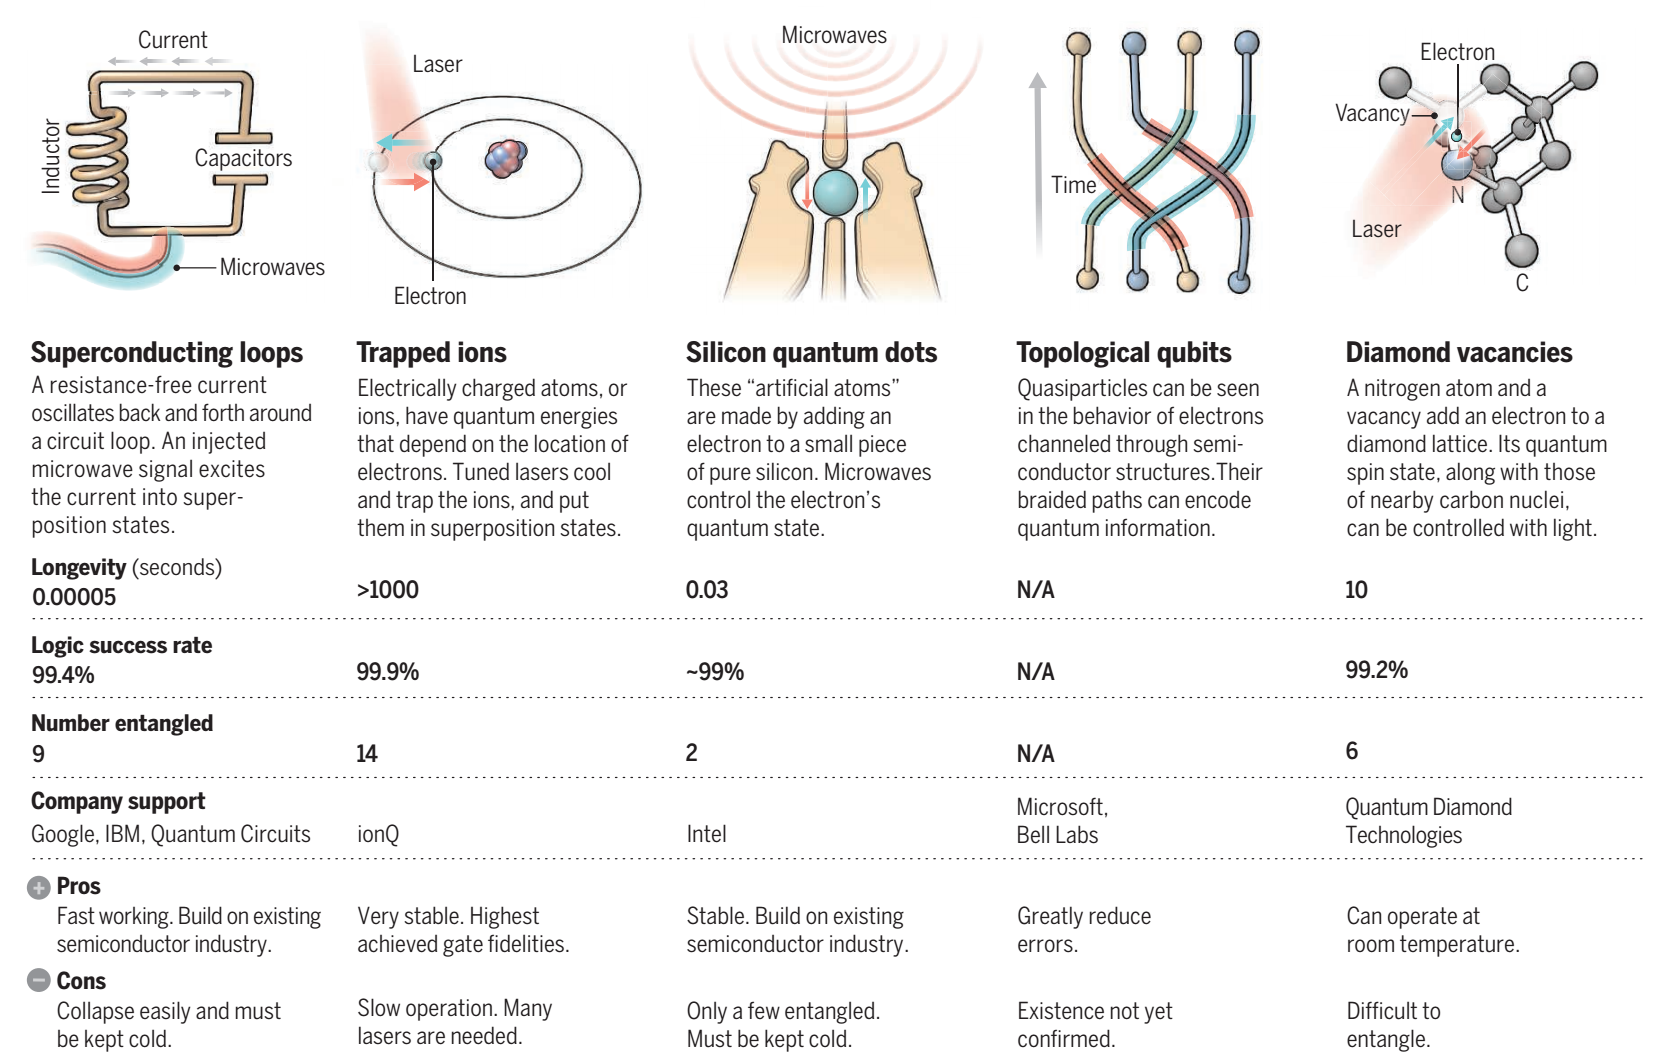 Current
Inductor
Capacitors
Microwaves
Laser
Electron
Microwaves
Time
Electron
Vacancy
N
Laser
C
Superconducting loops
A resistance-free current
oscillates back and forth around
a circuit loop. An injected
microwave signal excites
the current into super-
position states.
Trapped ions
Electrically charged atoms, or
ions, have quantum energies
that depend on the location of
electrons. Tuned lasers cool
and trap the ions, and put
them in superposition states.
Silicon quantum dots
These “artificial atoms”
are made by adding an
electron to a small piece
of pure silicon. Microwaves
control the electron’s
quantum state.
Topological qubits
Quasiparticles can be seen
in the behavior of electrons
channeled through semi-
conductor structures.Their
braided paths can encode
quantum information.
Diamond vacancies
A nitrogen atom and a
vacancy add an electron to a
diamond lattice. Its quantum
spin state, along with those
of nearby carbon nuclei,
can be controlled with light.
Longevity (seconds)
0.00005
>1000
0.03
N/A
10
Logic success rate
99.4%
99.9%
~99%
N/A
99.2%
Number entangled
9
14
2
N/A
6
Company support
Google, IBM, Quantum Circuits
ionQ
Intel
Microsoft,
Bell Labs
Quantum Diamond
Technologies
+ Pros
Fast working. Build on existing
semiconductor industry.
Very stable. Highest
achieved gate fidelities.
Stable. Build on existing
semiconductor industry.
Greatly reduce
errors.
Can operate at
room temperature.
− Cons
Collapse easily and must
be kept cold.
Slow operation. Many
lasers are needed.
Only a few entangled.
Must be kept cold.
Existence not yet
confirmed.
Difficult to
entangle.